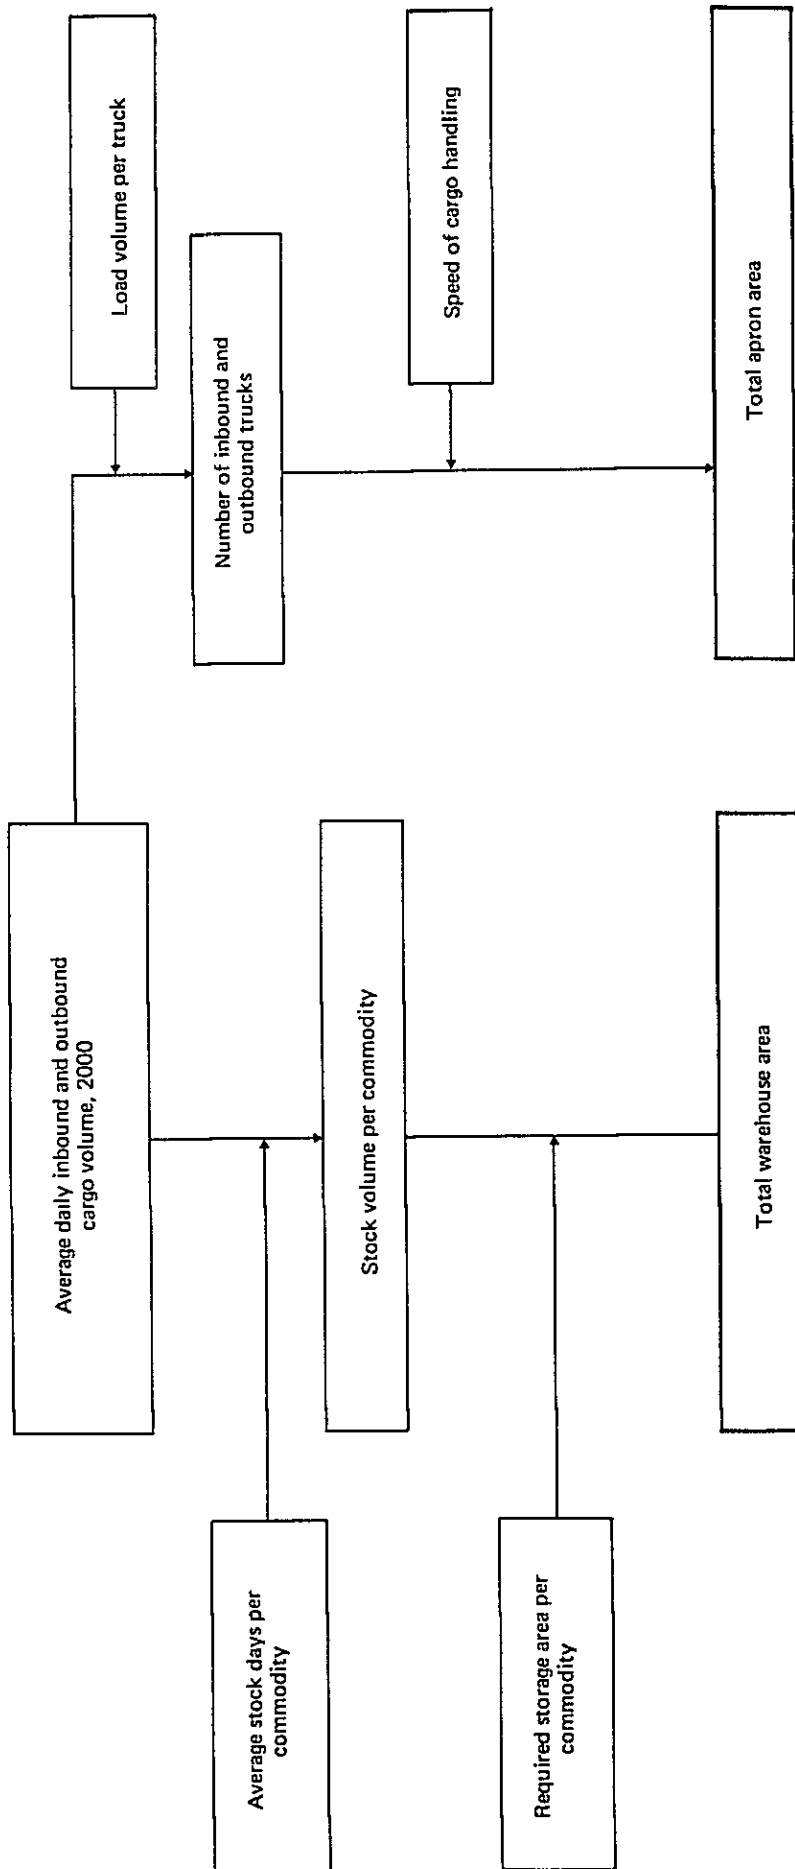 Average daily inbound and outbound
cargo volume, 2000
Load volume per truck
Average stock days per
commodity
Number of inbound and
outbound trucks
Stock volume per commodity
Speed of cargo handling
Required storage area per
commodity
Total warehouse area
Total apron area